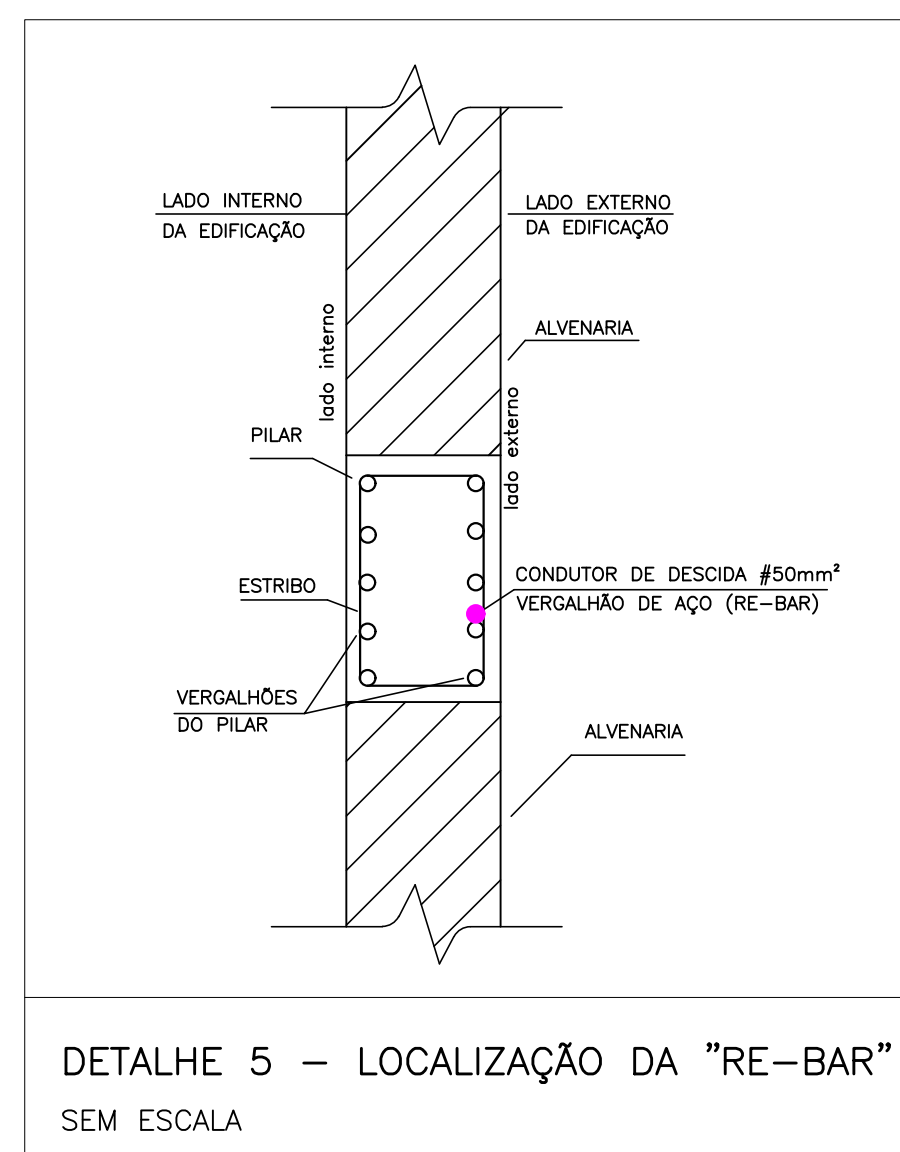 LADO INTERNO
DA EDIFICAÇÃO
LADO EXTERNO
DA EDIFICAÇÃO
lado interno
ALVENARIA
lado externo
PILAR
ESTRIBO
CONDUTOR DE DESCIDA #50mm²
VERGALHÃO DE AÇO (RE-BAR)
VERGALHÕES
DO PILAR
ALVENARIA
DETALHE 5 - LOCALIZAÇÃO DA "RE-BAR"
SEM ESCALA